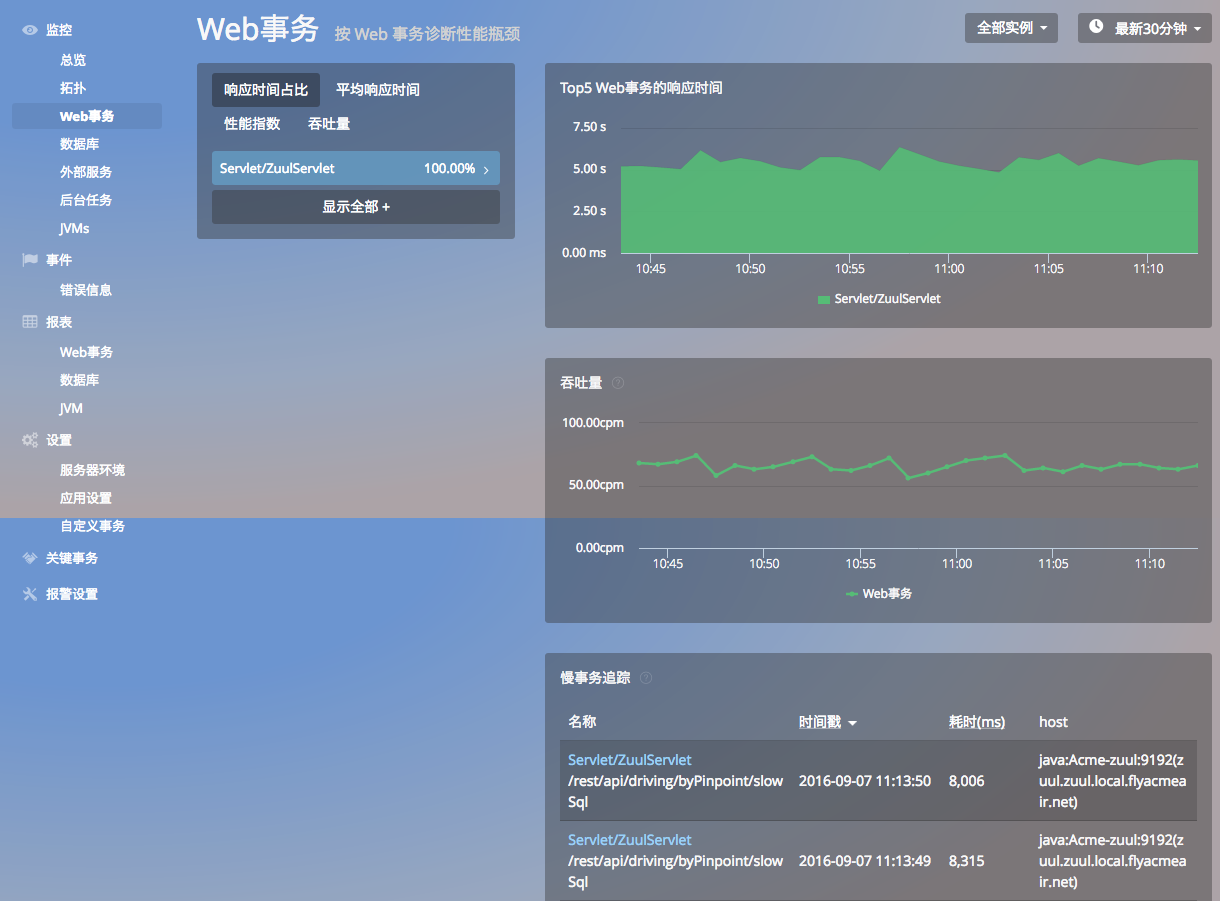 监控
总览
拓扑
Web事务
数据库
外部服务
后台任务
JVMs
事件
错误信息
报表
Web事务
数据库
JVM
设置
服务器环境
应用设置
自定义事务
关键事务
报警设置
Web事务 按 Web 事务诊断性能瓶颈
全部实例 最新30分钟
响应时间占比 平均响应时间
性能指数 吞吐量
Servlet/ZuulServlet 100.00%
显示全部 +
Top5 Web事务的响应时间
7.50 s
5.00 s
2.50 s
0.00 ms
10:45 10:50 10:55 11:00 11:05 11:10
Servlet/ZuulServlet
吞吐量 ?
100.00cpm
50.00cpm
0.00cpm
10:45 10:50 10:55 11:00 11:05 11:10
Web事务
慢事务追踪 ?
名称 时间戳 耗时(ms) host
Servlet/ZuulServlet java:Acme-zuul:9192(z
/rest/api/driving/byPinpoint/slow 2016-09-07 11:13:50 8,006 uul.zuul.local.flyacmea
Sql ir.net)
Servlet/ZuulServlet java:Acme-zuul:9192(z
/rest/api/driving/byPinpoint/slow 2016-09-07 11:13:49 8,315 uul.zuul.local.flyacmea
Sql ir.net)